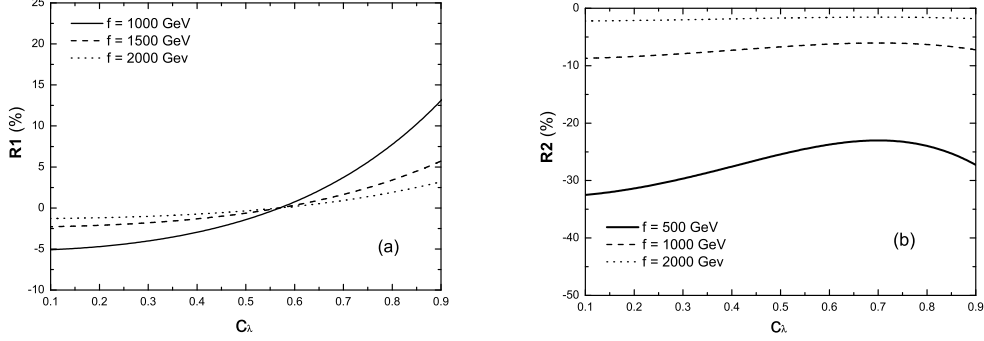 25
20
15
10
5
0
-5
-10
R1 (%)
f = 1000 GeV
f = 1500 GeV
f = 2000 Gev
(a)
0.1 0.2 0.3 0.4 0.5 0.6 0.7 0.8 0.9
Cλ
0
-10
-20
-30
-40
-50
R2 (%)
f = 500 GeV
f = 1000 GeV
f = 2000 Gev
(b)
0.1 0.2 0.3 0.4 0.5 0.6 0.7 0.8 0.9
Cλ